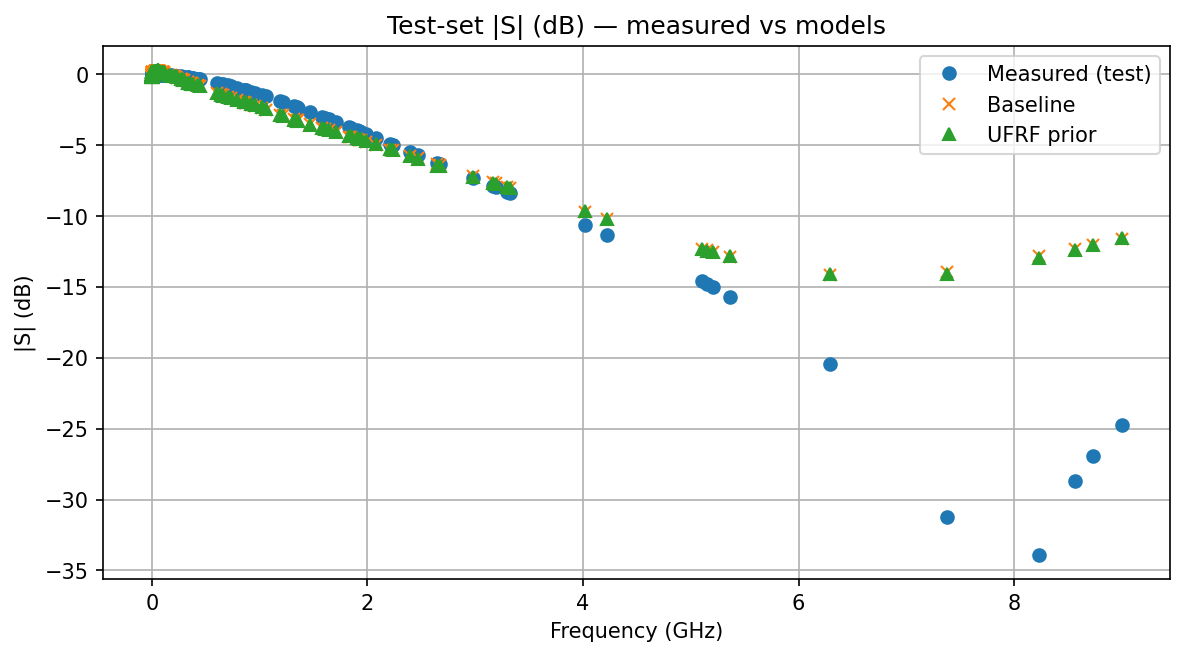 Test-set |S| (dB) — measured vs models
Measured (test)
Baseline
UFRF prior
|S| (dB)
0
−5
−10
−15
−20
−25
−30
−35
0 2 4 6 8
Frequency (GHz)